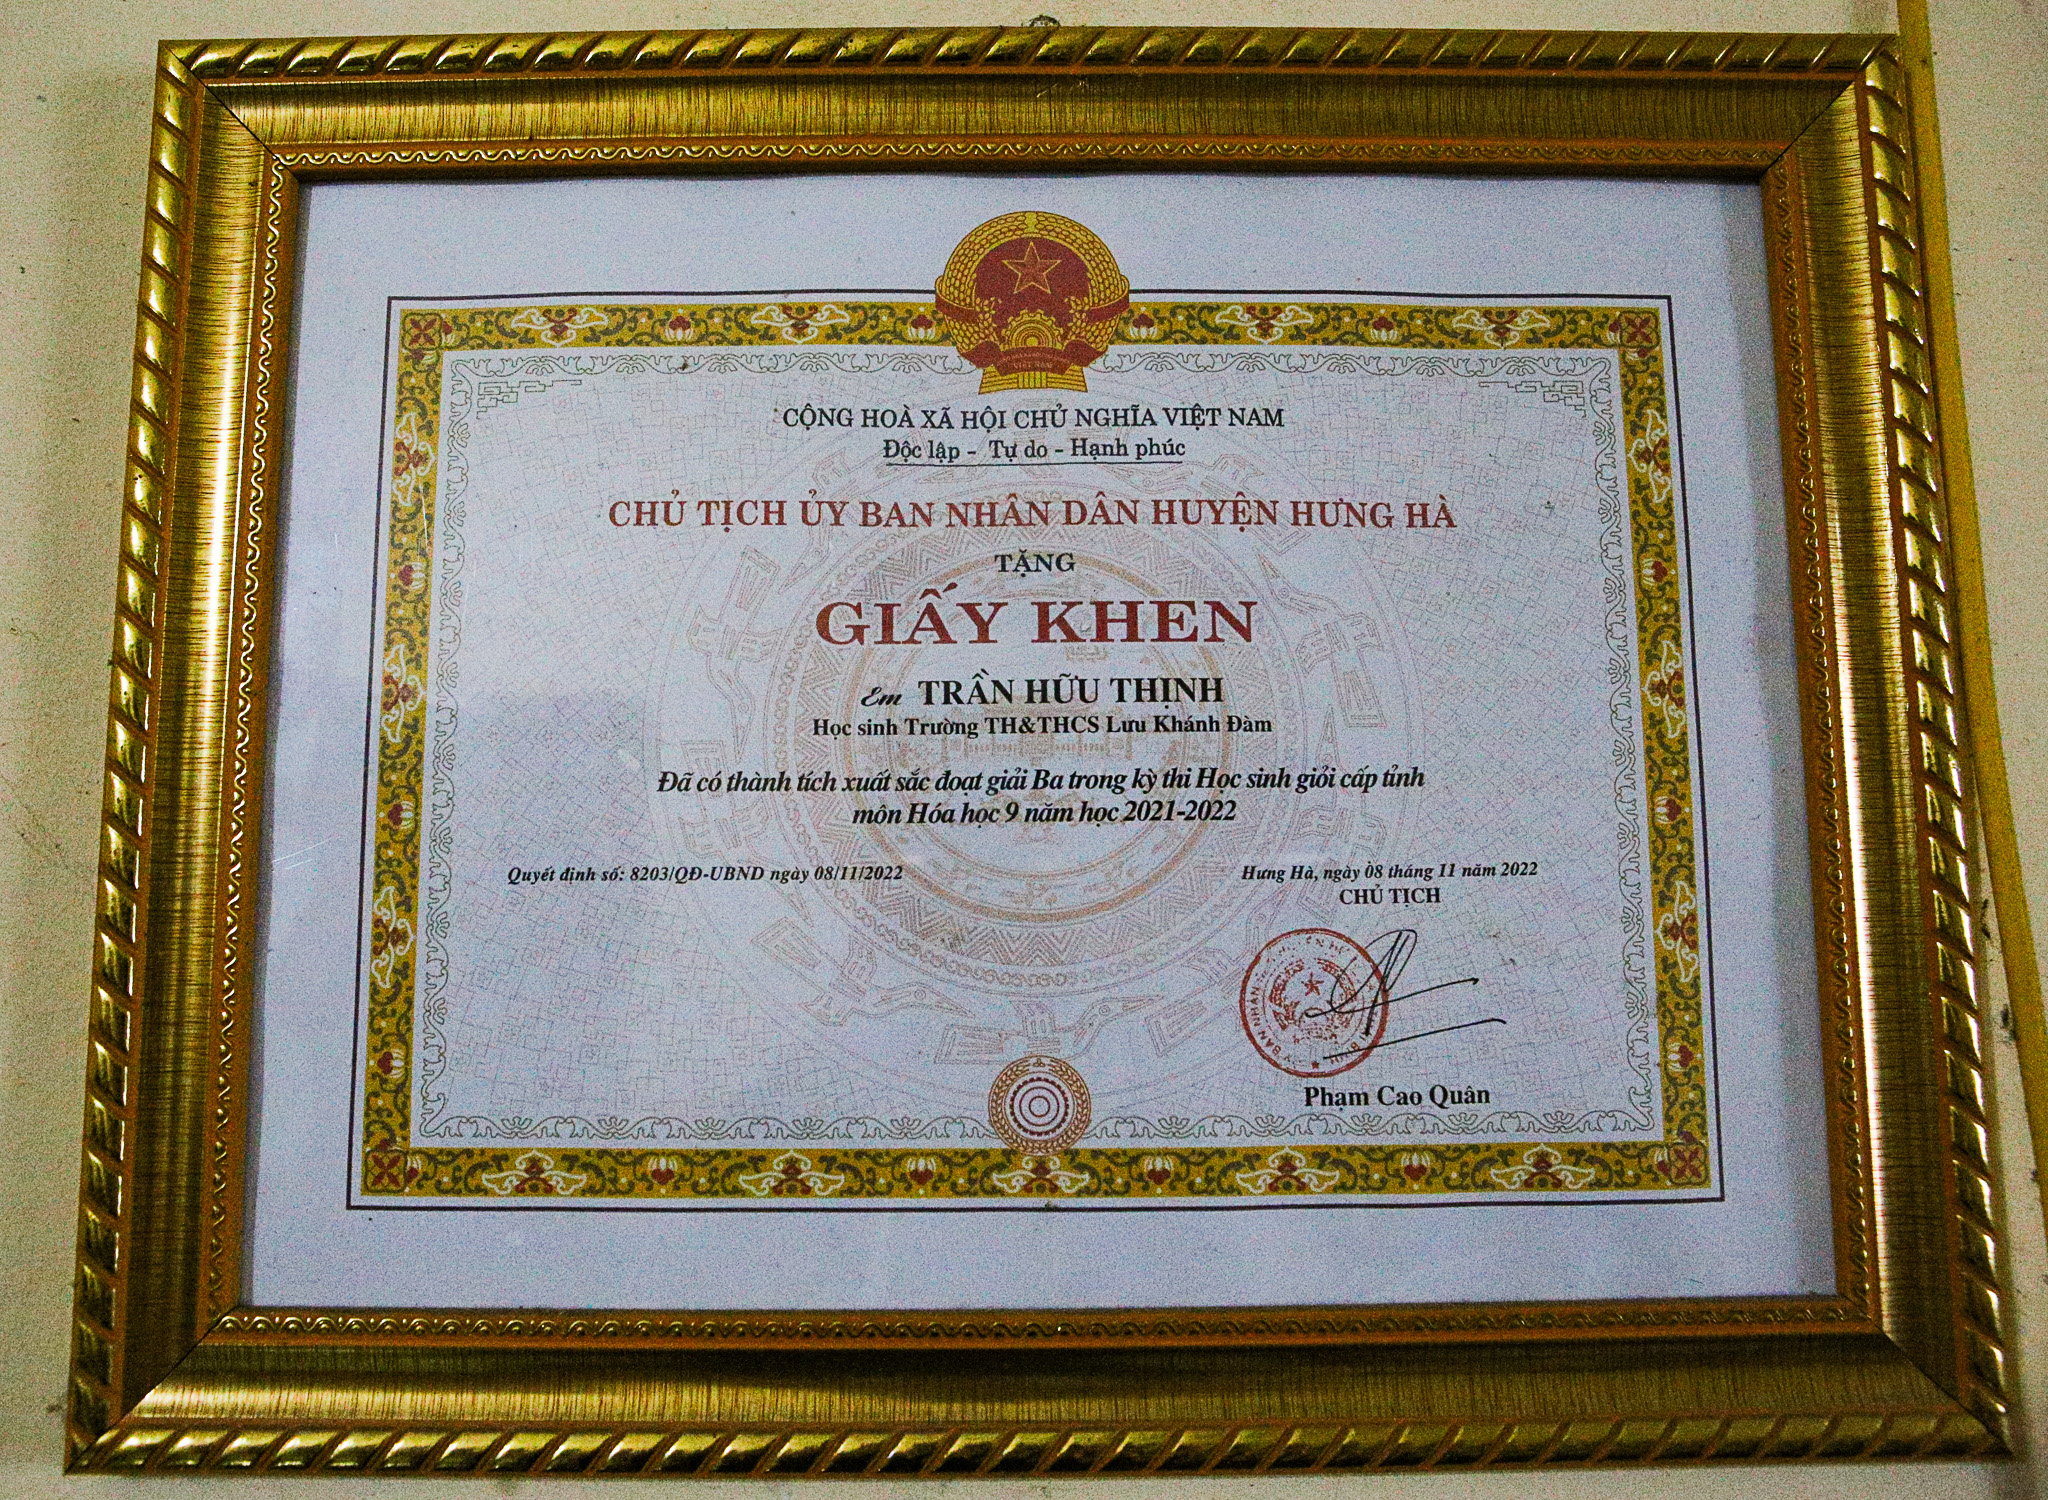 CỘNG HOÀ XÃ HỘI CHỦ NGHĨA VIỆT NAM
Độc lập - Tự do - Hạnh phúc
CHỦ TỊCH ỦY BAN NHÂN DÂN HUYỆN HƯNG HÀ
TẶNG
GIẤY KHEN
Em TRẦN HỮU THỊNH
Học sinh Trường TH&THCS Lưu Khánh Đàm
Đã có thành tích xuất sắc đoạt giải Ba trong kỳ thi Học sinh giỏi cấp tỉnh
môn Hóa học 9 năm học 2021-2022
Quyết định số: 8203/QĐ-UBND ngày 08/11/2022
Hưng Hà, ngày 08 tháng 11 năm 2022
CHỦ TỊCH
Phạm Cao Quân